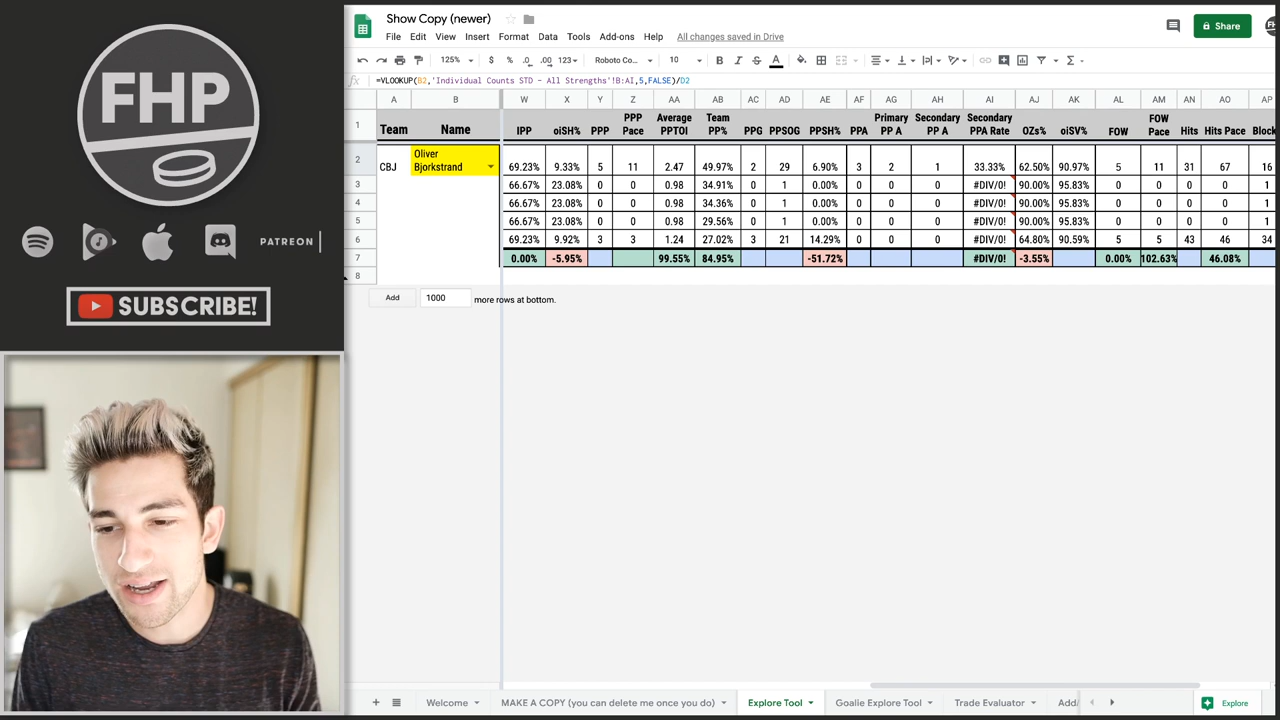 FHP
PATREON
SUBSCRIBE!
Show Copy (newer)
File Edit View Insert Format Data Tools Add-ons Help All changes saved in Drive
Share
FHP
125% $ % .0 .00 123 Roboto Co... 10 B I S A
fx =VLOOKUP(B2,'Individual Counts STD - All Strengths'!B:AI,5,FALSE)/D2
A B W X Y Z AA AB AC AD AE AF AG AH AI AJ AK AL AM AN AO AP
1 Team Name IPP oiSH% PPP PPP Pace Average PPTOI Team PP% PPG PPSOG PPSH% PPA Primary PP A Secondary PP A Secondary PPA Rate OZs% oiSV% FOW FOW Pace Hits Hits Pace Block
2 CBJ Oliver Bjorkstrand 69.23% 9.33% 5 11 2.47 49.97% 2 29 6.90% 3 2 1 33.33% 62.50% 90.97% 0 11 31 67 16
3 66.67% 23.08% 0 0 0.98 34.91% 0 1 0.00% 0 0 0 #DIV/0! 90.00% 95.83% 0 0 0 0 1
4 66.67% 23.08% 0 0 0.98 34.36% 0 1 0.00% 0 0 0 #DIV/0! 90.00% 95.83% 0 0 0 0 1
5 66.67% 23.08% 0 0 0.98 29.56% 0 1 0.00% 0 0 0 #DIV/0! 90.00% 95.83% 0 0 0 0 1
6 69.23% 9.92% 3 3 1.24 27.02% 3 21 14.29% 0 0 0 #DIV/0! 64.80% 90.59% 5 5 43 46 34
7 0.00% -5.95% 99.55% 84.95% -51.72% #DIV/0! -3.55% 0.00% 102.63% 46.08%
8
Add 1000 more rows at bottom.
+ Welcome MAKE A COPY (you can delete me once you do) Explore Tool Goalie Explore Tool Trade Evaluator Add Explore